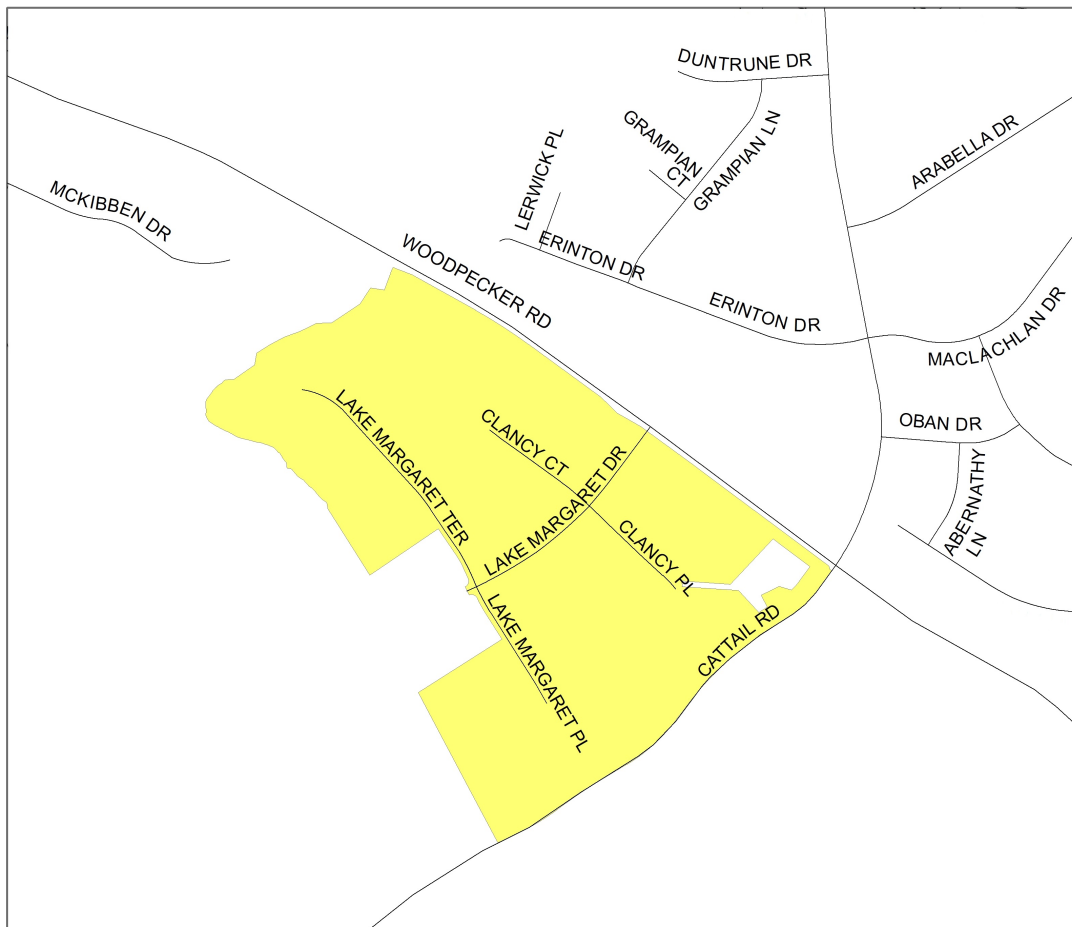 DUNTRUNE DR
GRAMPIAN
CT
GRAMPIAN LN
ARABELLA DR
LERWICK PL
MCKIBBEN DR
WOODPECKER RD
ERINTON DR
ERINTON DR
MACLACHLAN DR
LAKE MARGARET TER
CLANCY CT
OBAN DR
LAKE MARGARET DR
ABERNATHY
LN
CLANCY PL
LAKE MARGARET PL
CATTAIL RD